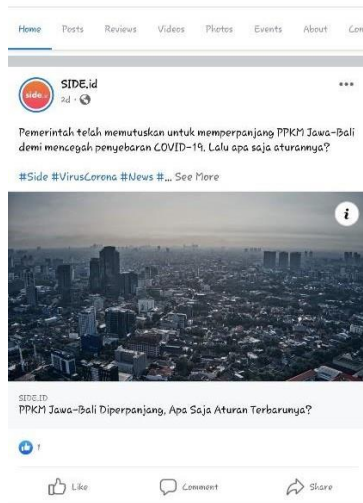 Home Posts Reviews Videos Photos Events About Con
side.id
SIDE.id
2d
Pemerintah telah memutuskan untuk memperpanjang PPKM Jawa-Bali
demi mencegah penyebaran COVID-19. Lalu apa saja aturannya?
#Side #VirusCorona #News #... See More
i
SIDE.ID
PPKM Jawa-Bali Diperpanjang, Apa Saja Aturan Terbarunya?
1
Like Comment Share